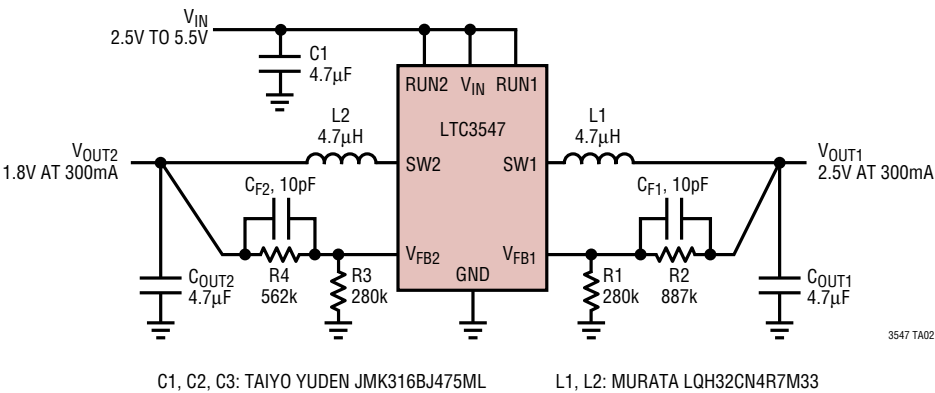 VIN
2.5V TO 5.5V
C1
4.7µF
RUN2 VIN RUN1
LTC3547
L2
4.7µH
L1
4.7µH
VOUT2
1.8V AT 300mA
SW2
SW1
VOUT1
2.5V AT 300mA
CF2, 10pF
CF1, 10pF
VFB2
VFB1
GND
COUT2
4.7µF
R4
562k
R3
280k
R1
280k
R2
887k
COUT1
4.7µF
3547 TA02
C1, C2, C3: TAIYO YUDEN JMK316BJ475ML
L1, L2: MURATA LQH32CN4R7M33